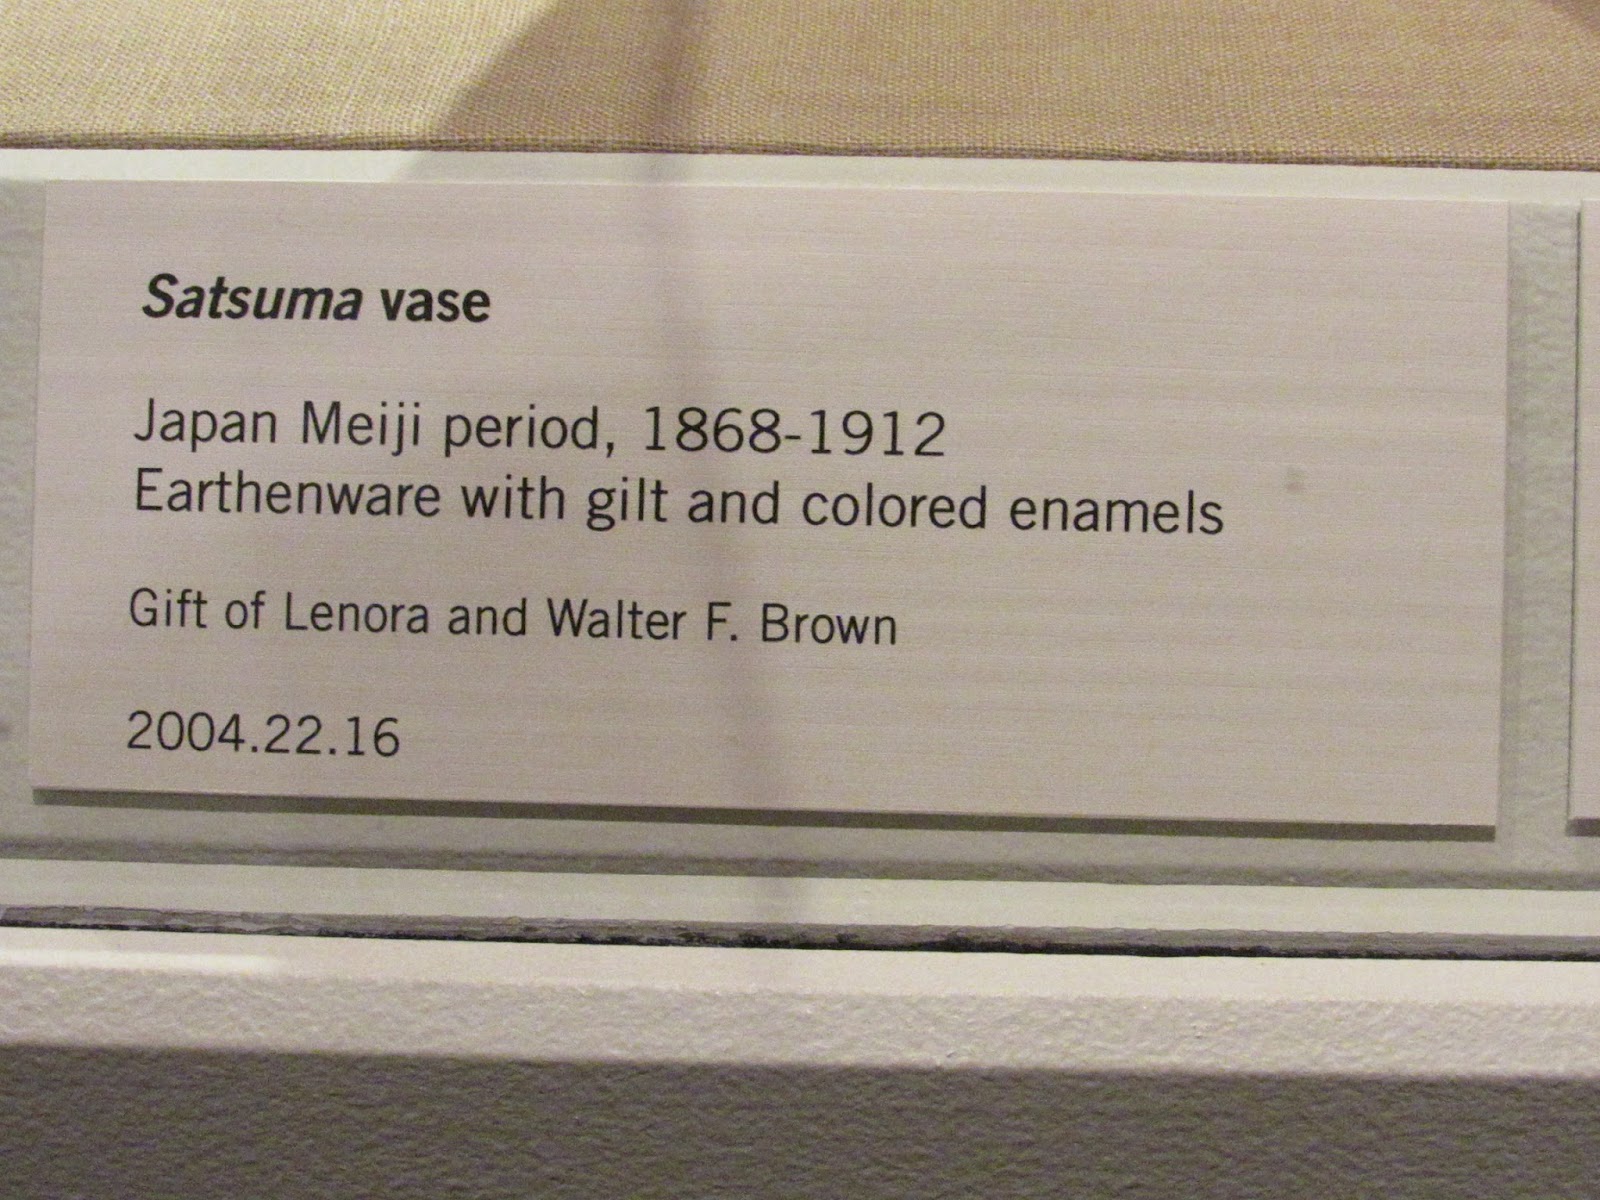 Satsuma vase
Japan Meiji period, 1868-1912
Earthenware with gilt and colored enamels
Gift of Lenora and Walter F. Brown
2004.22.16